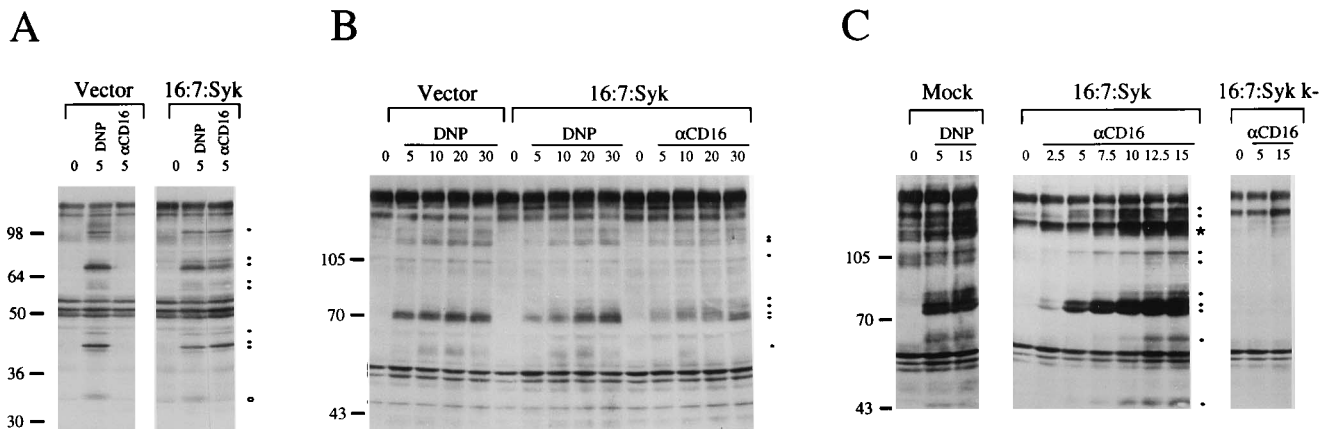 A
Vector 16:7:Syk
0 DNP 5 αCD16 5 0 DNP 5 αCD16 5
98
64
50
36
30
B
Vector 16:7:Syk
DNP DNP αCD16
0 5 10 20 30 0 5 10 20 30 0 5 10 20 30
105
70
43
C
Mock 16:7:Syk 16:7:Syk k-
DNP αCD16 αCD16
0 5 15 0 2.5 5 7.5 10 12.5 15 0 5 15
*
105
70
43